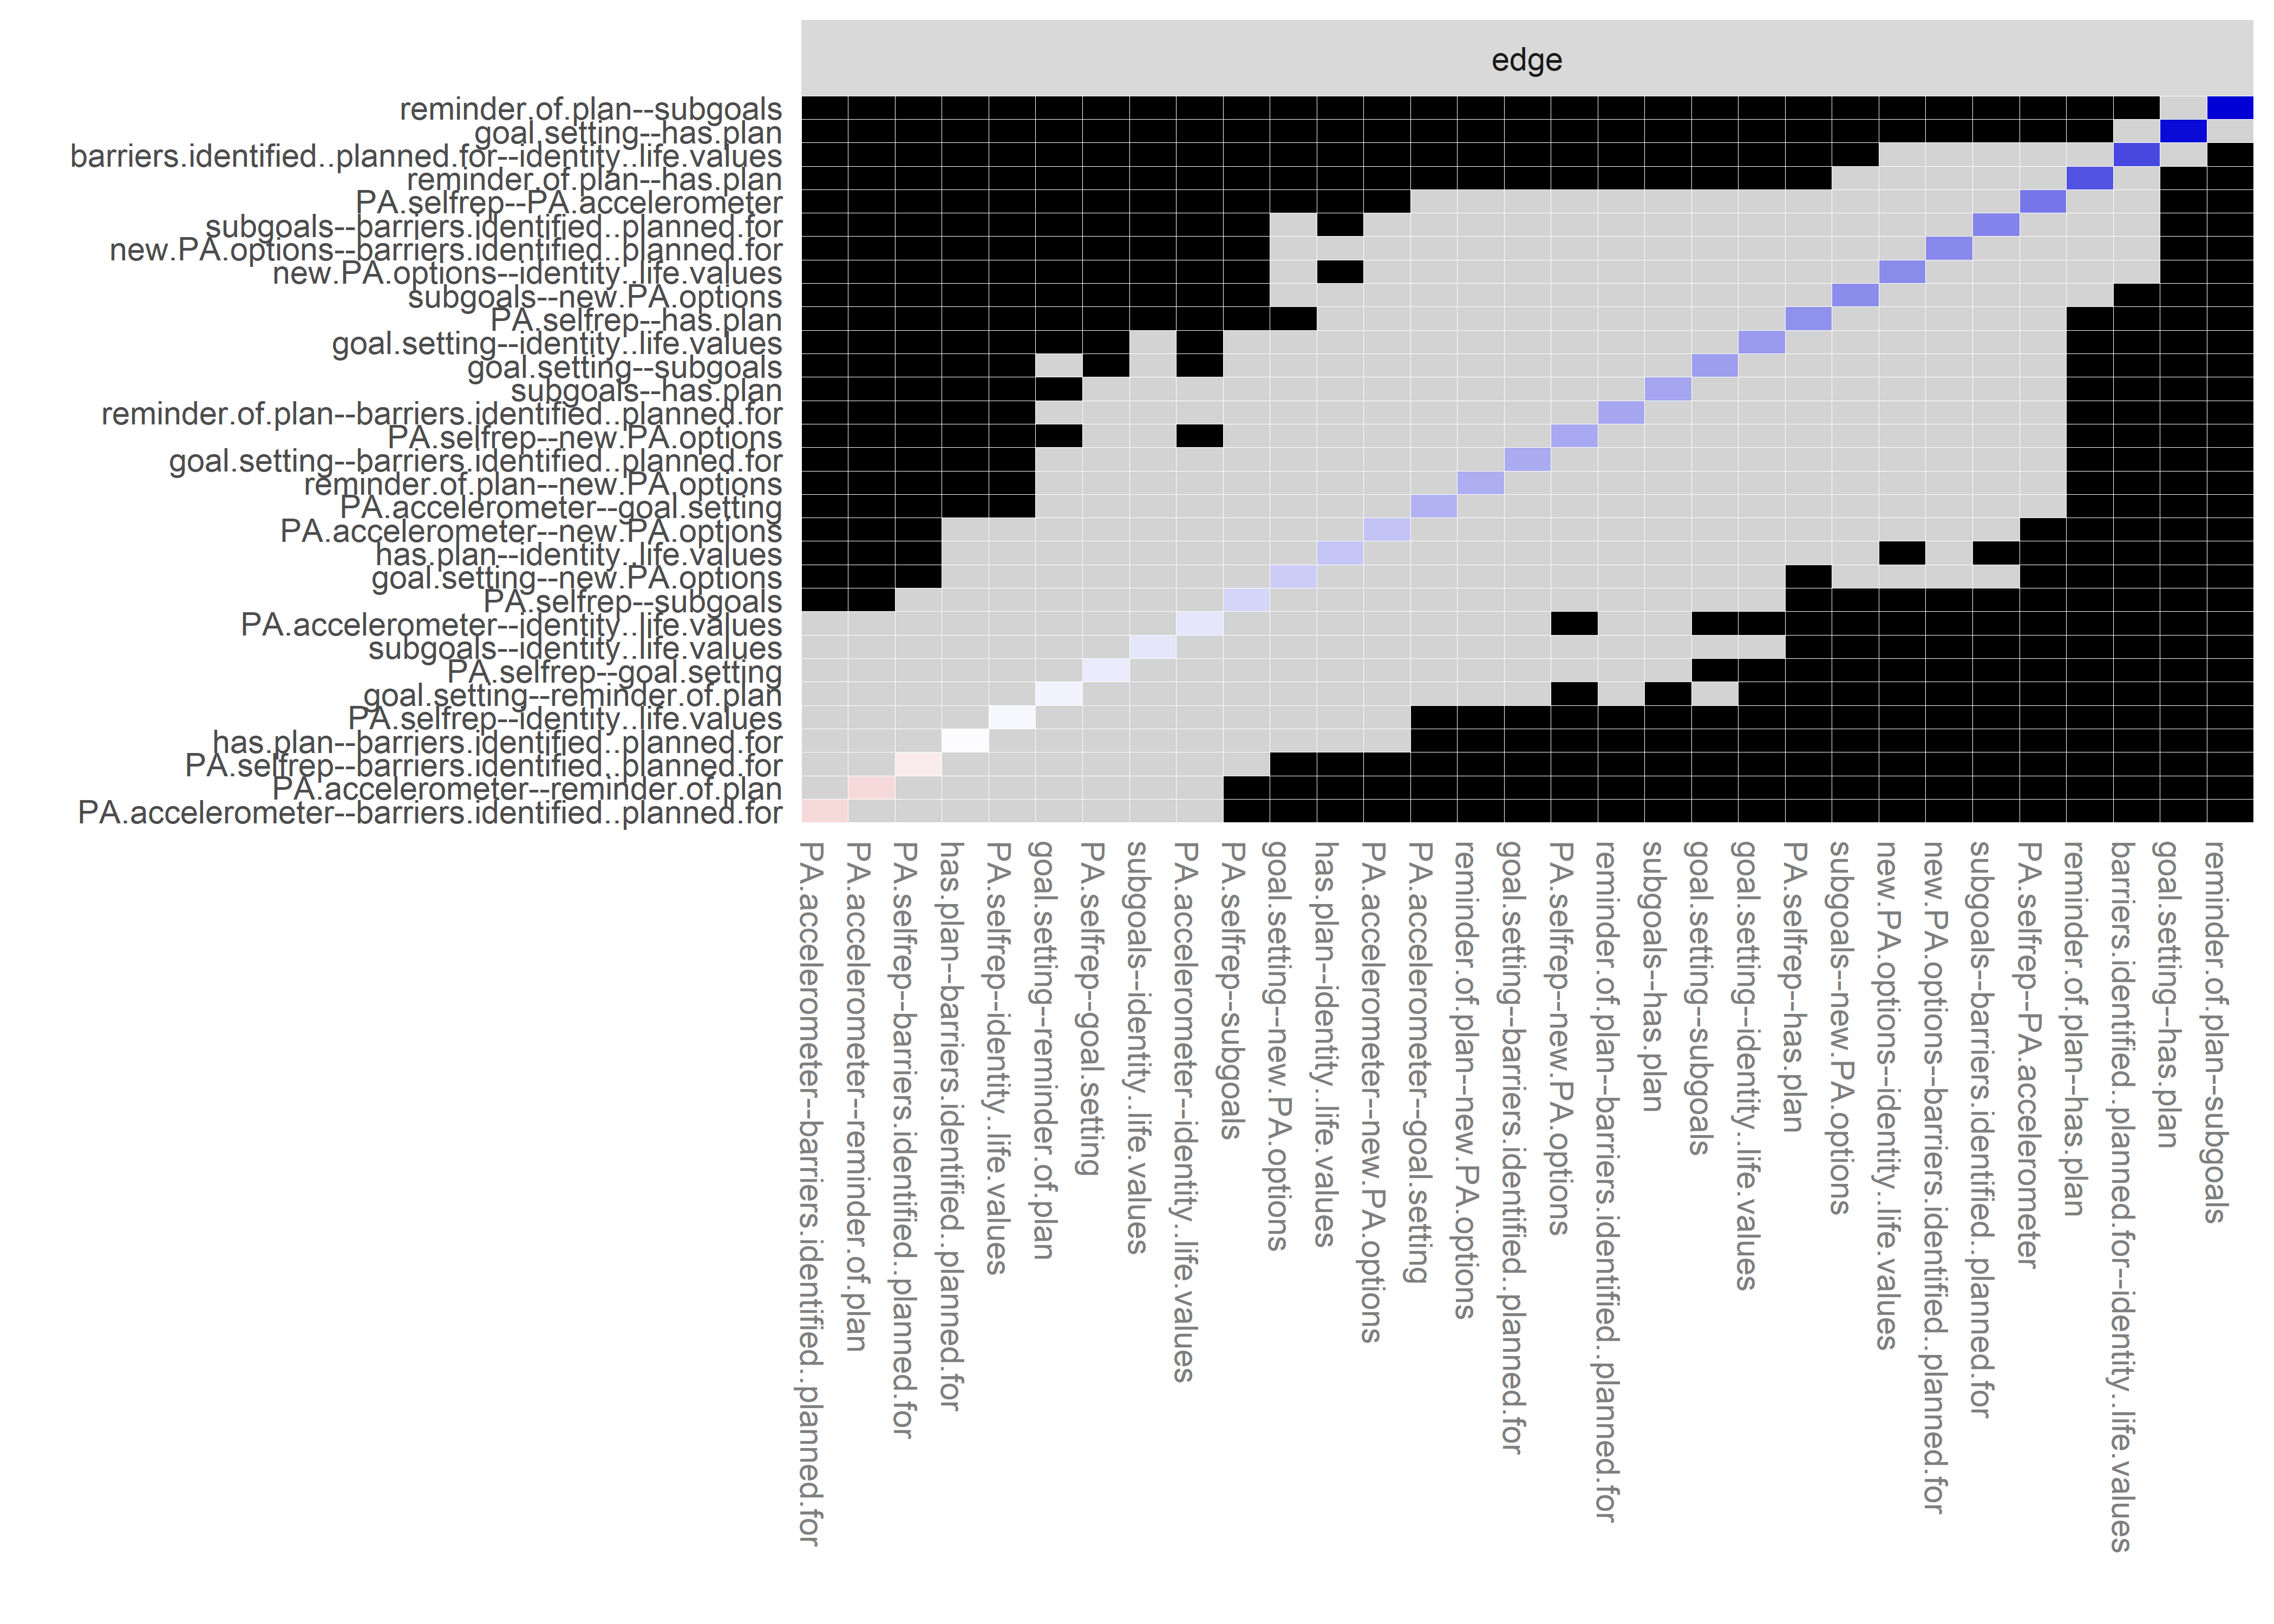 edge
reminder.of.plan--subgoals
goal.setting--has.plan
barriers.identified..planned.for--identity..life.values
reminder.of.plan--has.plan
PA.selfrep--PA.accelerometer
subgoals--barriers.identified..planned.for
new.PA.options--barriers.identified..planned.for
new.PA.options--identity..life.values
subgoals--new.PA.options
PA.selfrep--has.plan
goal.setting--identity..life.values
goal.setting--subgoals
subgoals--has.plan
reminder.of.plan--barriers.identified..planned.for
PA.selfrep--new.PA.options
goal.setting--barriers.identified..planned.for
reminder.of.plan--new.PA.options
PA.accelerometer--goal.setting
PA.accelerometer--new.PA.options
has.plan--identity..life.values
goal.setting--new.PA.options
PA.selfrep--subgoals
PA.accelerometer--identity..life.values
subgoals--identity..life.values
PA.selfrep--goal.setting
goal.setting--reminder.of.plan
PA.selfrep--identity..life.values
has.plan--barriers.identified..planned.for
PA.selfrep--barriers.identified..planned.for
PA.accelerometer--reminder.of.plan
PA.accelerometer--barriers.identified..planned.for
PA.accelerometer--barriers.identified..planned.for
PA.accelerometer--reminder.of.plan
PA.selfrep--barriers.identified..planned.for
has.plan--barriers.identified..planned.for
PA.selfrep--identity..life.values
goal.setting--reminder.of.plan
PA.selfrep--goal.setting
subgoals--identity..life.values
PA.accelerometer--identity..life.values
PA.selfrep--subgoals
goal.setting--new.PA.options
has.plan--identity..life.values
PA.accelerometer--new.PA.options
PA.accelerometer--goal.setting
reminder.of.plan--new.PA.options
goal.setting--barriers.identified..planned.for
PA.selfrep--new.PA.options
reminder.of.plan--barriers.identified..planned.for
subgoals--has.plan
goal.setting--subgoals
goal.setting--identity..life.values
PA.selfrep--has.plan
subgoals--new.PA.options
new.PA.options--identity..life.values
new.PA.options--barriers.identified..planned.for
subgoals--barriers.identified..planned.for
PA.selfrep--PA.accelerometer
reminder.of.plan--has.plan
barriers.identified..planned.for--identity..life.values
goal.setting--has.plan
reminder.of.plan--subgoals